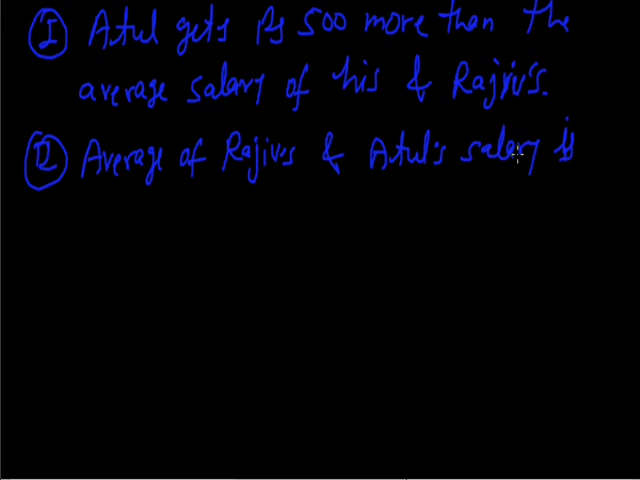 I Atul gets Rs 500 more than the
average salary of his & Rajiv's.
II Average of Rajiv's & Atul's salary is